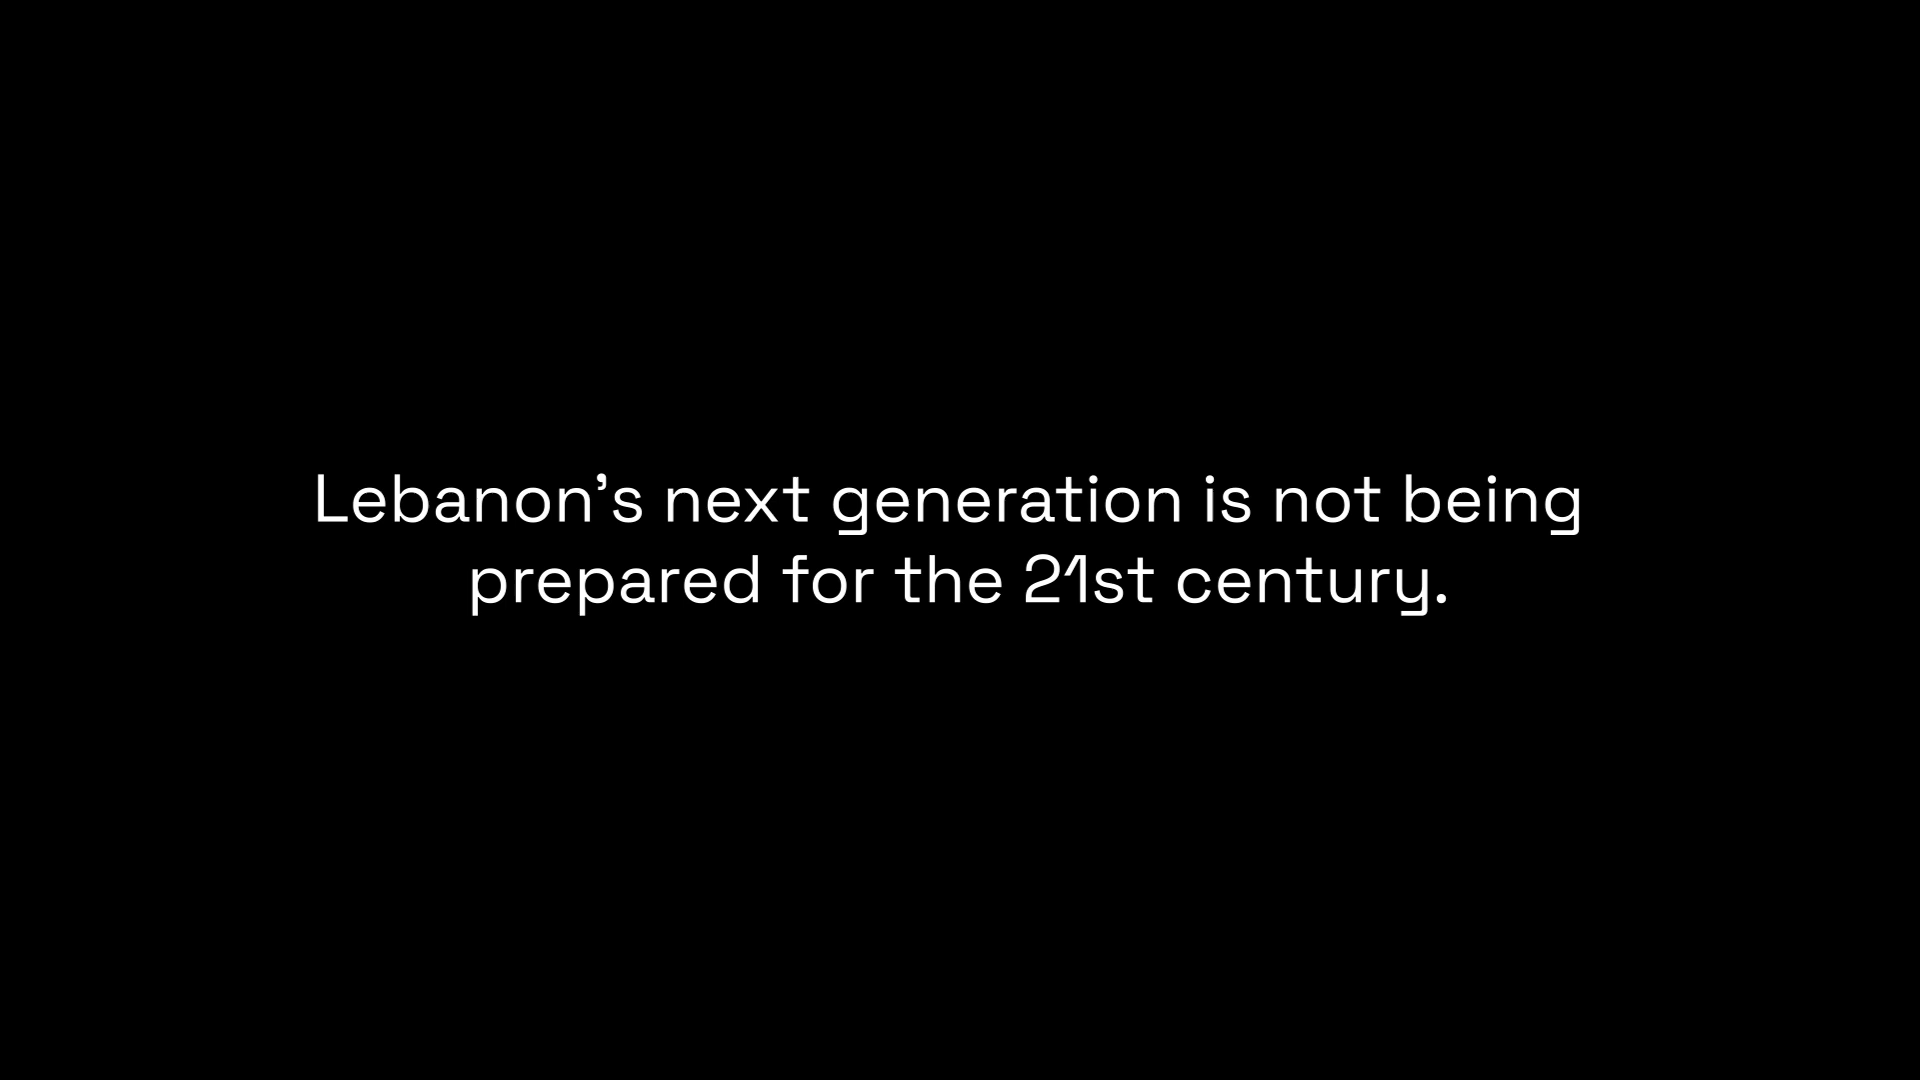 Lebanon’s next generation is not being
prepared for the 21st century.